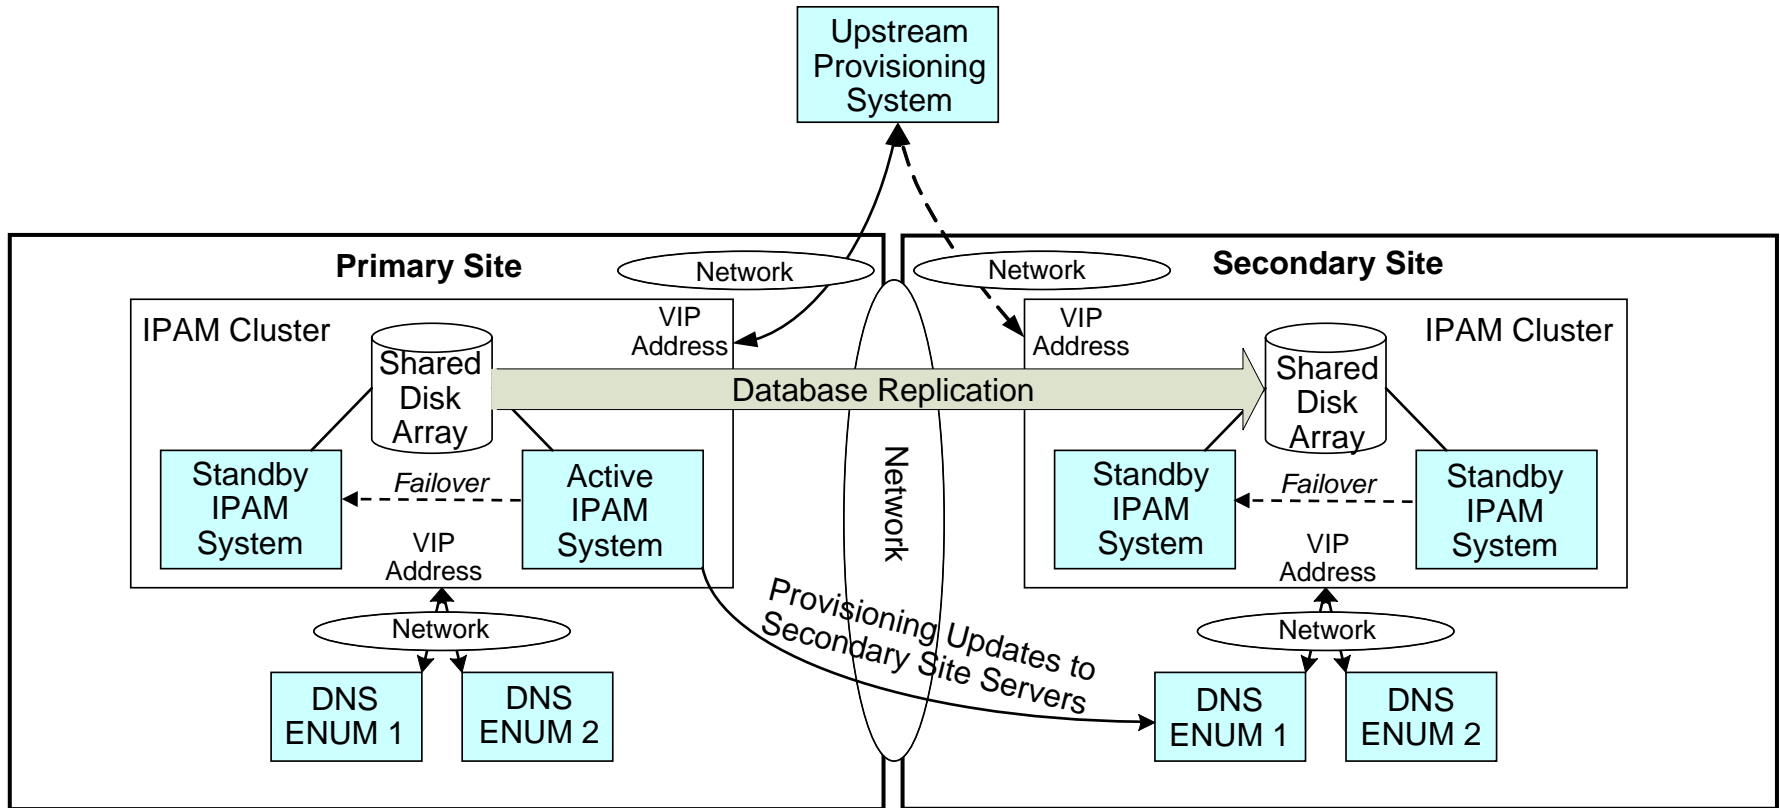 Upstream
Provisioning
System
Primary Site
Network
Network
Secondary Site
IPAM Cluster
VIP
Address
Shared
Disk
Array
Database Replication
VIP
Address
Shared
Disk
Array
IPAM Cluster
Standby
IPAM
System
Failover
Active
IPAM
System
VIP
Address
Network
Standby
IPAM
System
Failover
Standby
IPAM
System
VIP
Address
Network
DNS
ENUM 1
DNS
ENUM 2
Provisioning Updates to
Secondary Site Servers
Network
DNS
ENUM 1
DNS
ENUM 2